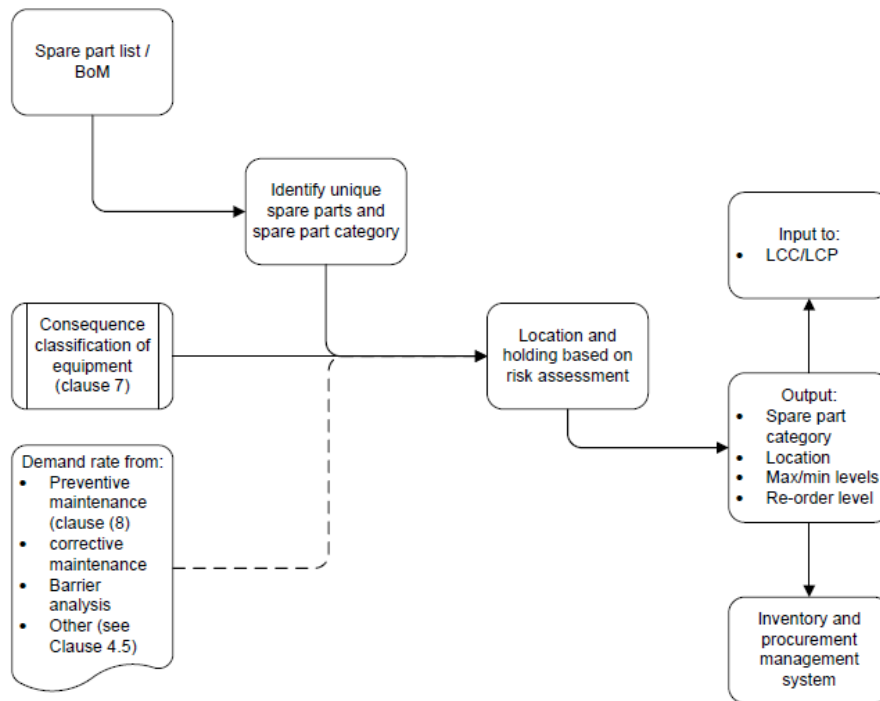 Spare part list /
BoM
Identify unique
spare parts and
spare part category
Consequence
classification of
equipment
(clause 7)
Demand rate from:
• Preventive
maintenance
(clause (8)
• corrective
maintenance
• Barrier
analysis
• Other (see
Clause 4.5)
Location and
holding based on
risk assessment
Input to:
• LCC/LCP
Output:
• Spare part
category
• Location
• Max/min levels
• Re-order level
Inventory and
procurement
management
system